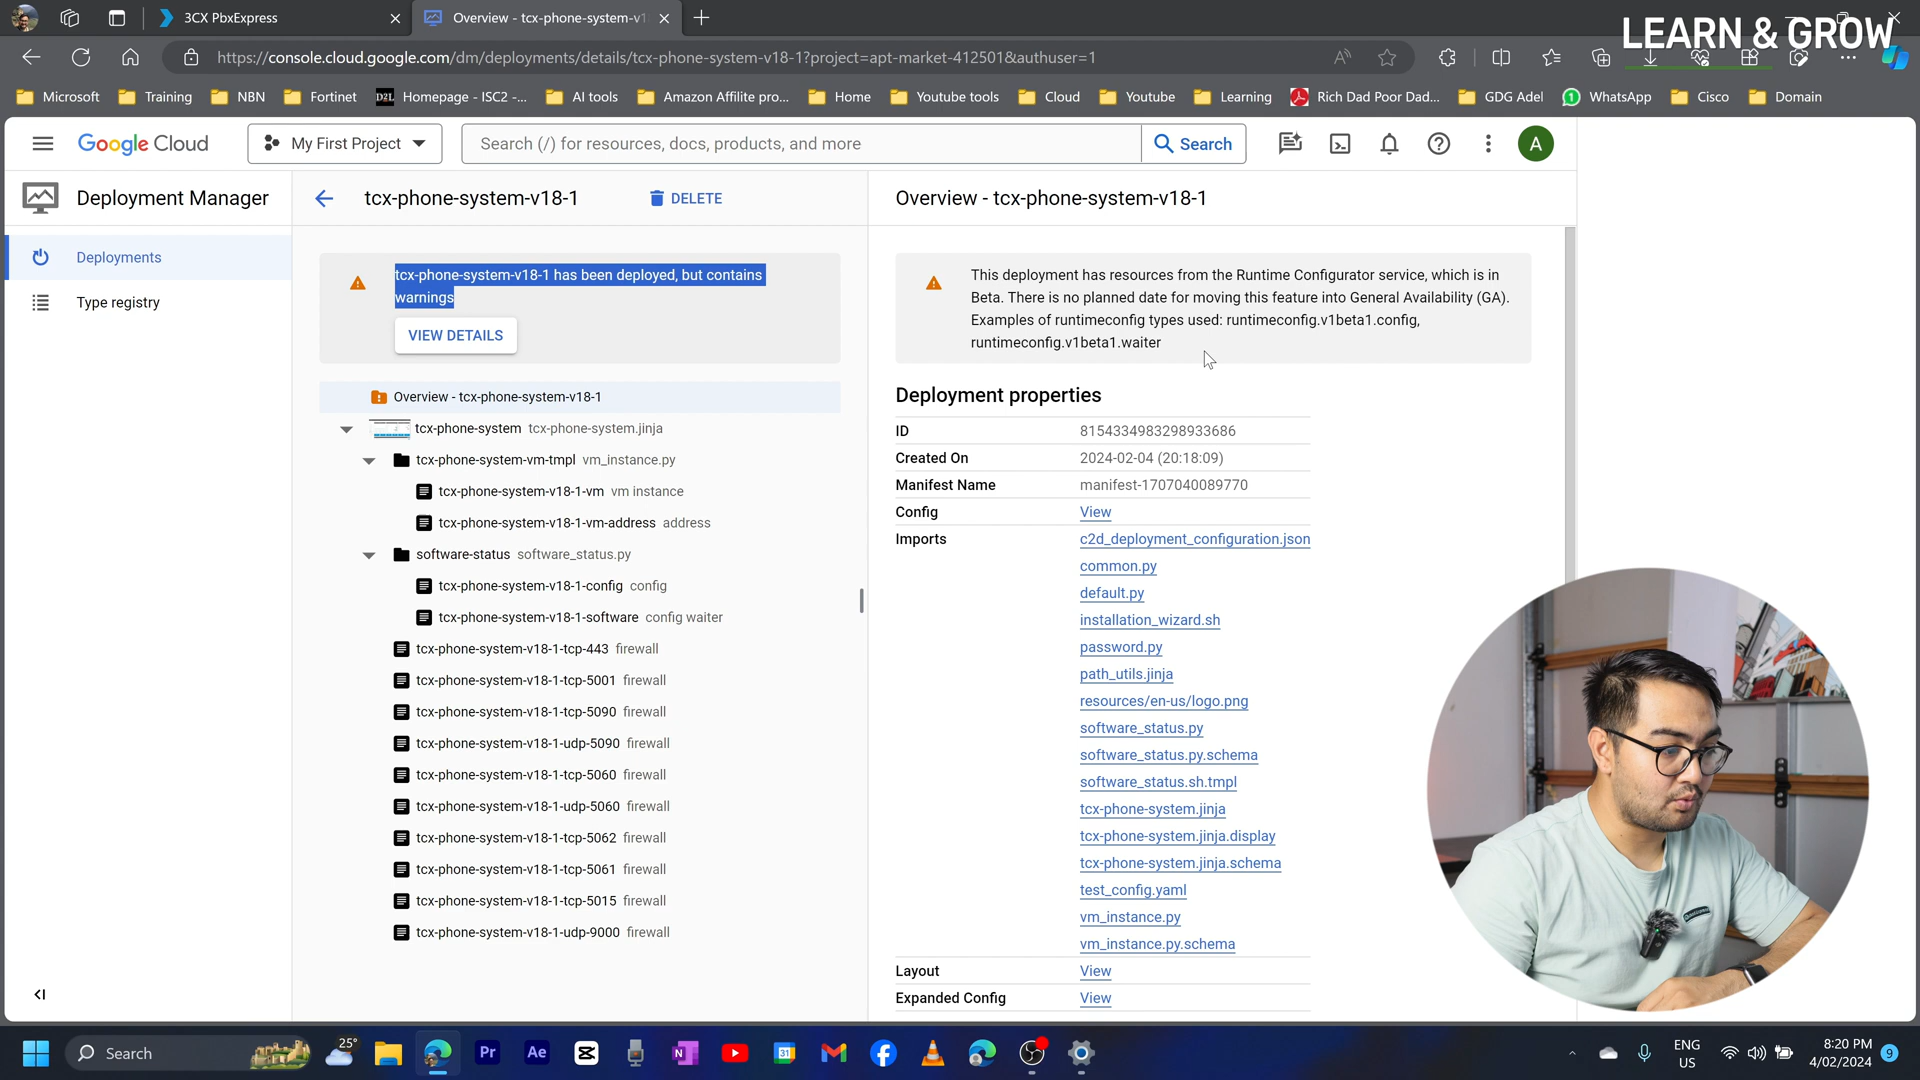 3CX PbxExpress
Overview - tcx-phone-system-v1
LEARN & GROW
https://console.cloud.google.com/dm/deployments/details/tcx-phone-system-v18-1?project=apt-market-412501&authuser=1
Microsoft
Training
NBN
Fortinet
Homepage - ISC2 -...
AI tools
Amazon Affilite pro...
Home
Youtube tools
Cloud
Youtube
Learning
Rich Dad Poor Dad...
GDG Adel
WhatsApp
Cisco
Domain
Google Cloud
My First Project
Search (/) for resources, docs, products, and more
Search
A
Deployment Manager
Deployments
Type registry
tcx-phone-system-v18-1
DELETE
tcx-phone-system-v18-1 has been deployed, but contains
warnings
VIEW DETAILS
Overview - tcx-phone-system-v18-1
tcx-phone-system tcx-phone-system.jinja
tcx-phone-system-vm-tmpl vm_instance.py
tcx-phone-system-v18-1-vm vm instance
tcx-phone-system-v18-1-vm-address address
software-status software_status.py
tcx-phone-system-v18-1-config config
tcx-phone-system-v18-1-software config waiter
tcx-phone-system-v18-1-tcp-443 firewall
tcx-phone-system-v18-1-tcp-5001 firewall
tcx-phone-system-v18-1-tcp-5090 firewall
tcx-phone-system-v18-1-udp-5090 firewall
tcx-phone-system-v18-1-tcp-5060 firewall
tcx-phone-system-v18-1-udp-5060 firewall
tcx-phone-system-v18-1-tcp-5062 firewall
tcx-phone-system-v18-1-tcp-5061 firewall
tcx-phone-system-v18-1-tcp-5015 firewall
tcx-phone-system-v18-1-udp-9000 firewall
Overview - tcx-phone-system-v18-1
This deployment has resources from the Runtime Configurator service, which is in
Beta. There is no planned date for moving this feature into General Availability (GA).
Examples of runtimeconfig types used: runtimeconfig.v1beta1.config,
runtimeconfig.v1beta1.waiter
Deployment properties
ID 8154334983298933686
Created On 2024-02-04 (20:18:09)
Manifest Name manifest-1707040089770
Config View
Imports c2d_deployment_configuration.json
common.py
default.py
installation_wizard.sh
password.py
path_utils.jinja
resources/en-us/logo.png
software_status.py
software_status.py.schema
software_status.sh.tmpl
tcx-phone-system.jinja
tcx-phone-system.jinja.display
tcx-phone-system.jinja.schema
test_config.yaml
vm_instance.py
vm_instance.py.schema
Layout View
Expanded Config View
Search
25°
Pr
Ae
N
31
ENG
US
8:20 PM
4/02/2024
9